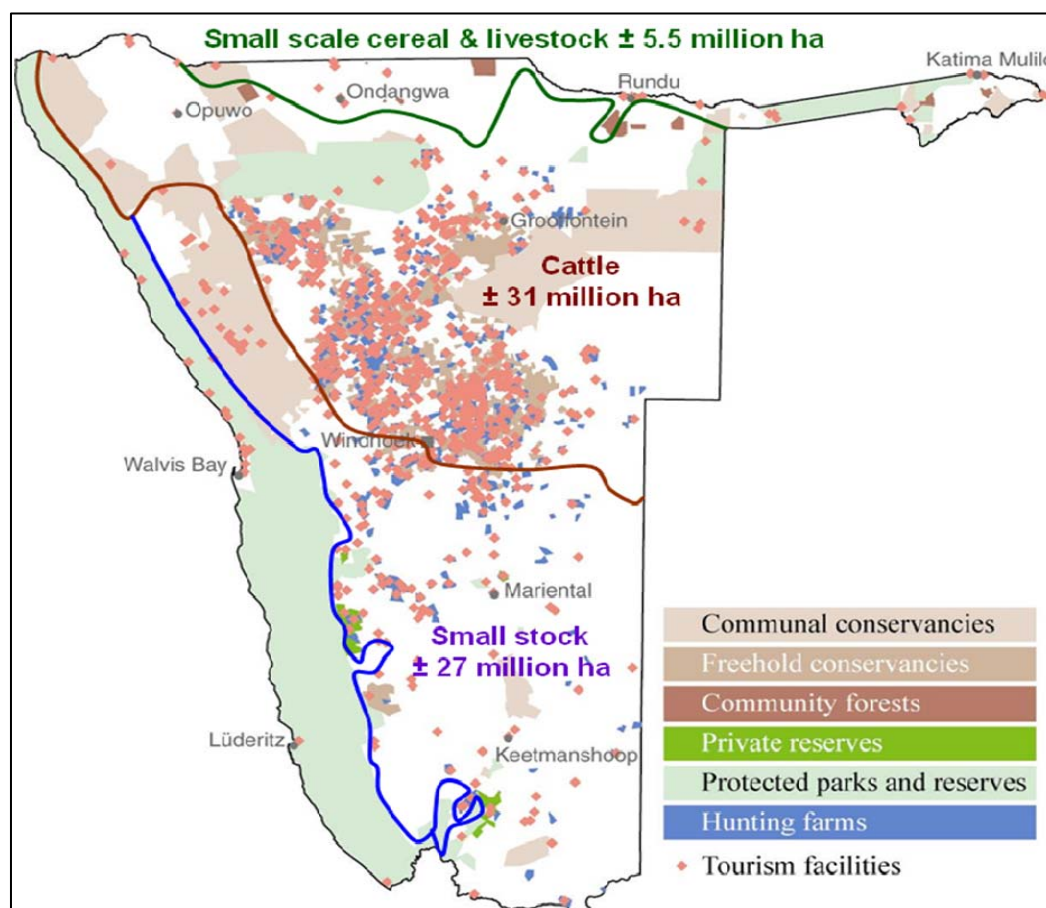 Small scale cereal & livestock ± 5.5 million ha
Katima Mulilo
Rundu
Ondangwa
Opuwo
Grootfontein
Cattle
± 31 million ha
Windhoek
Walvis Bay
Mariental
Small stock
± 27 million ha
Lüderitz
Keetmanshoop
Communal conservancies
Freehold conservancies
Community forests
Private reserves
Protected parks and reserves
Hunting farms
Tourism facilities